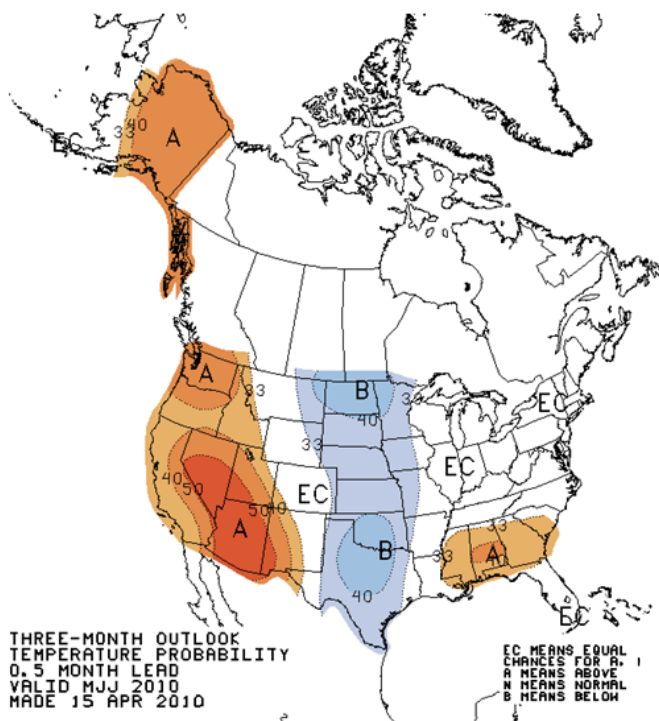 EC
33
40
A
A
33
B
33
40
33
EC
40
50
50
40
EC
EC
A
B
40
33
33
A
40
EC
THREE-MONTH OUTLOOK
TEMPERATURE PROBABILITY
0.5 MONTH LEAD
VALID MJJ 2010
MADE 15 APR 2010
EC MEANS EQUAL
CHANCES FOR A,
A MEANS ABOVE
N MEANS NORMAL
B MEANS BELOW